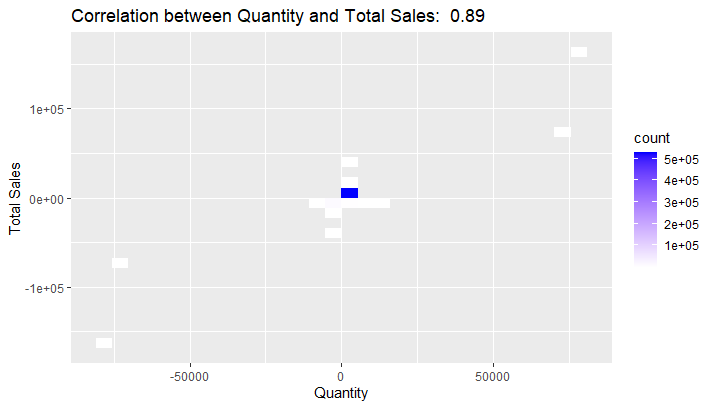 Correlation between Quantity and Total Sales:  0.89
Total Sales
1e+05
0e+00
-1e+05
-50000
0
50000
Quantity
count
5e+05
4e+05
3e+05
2e+05
1e+05